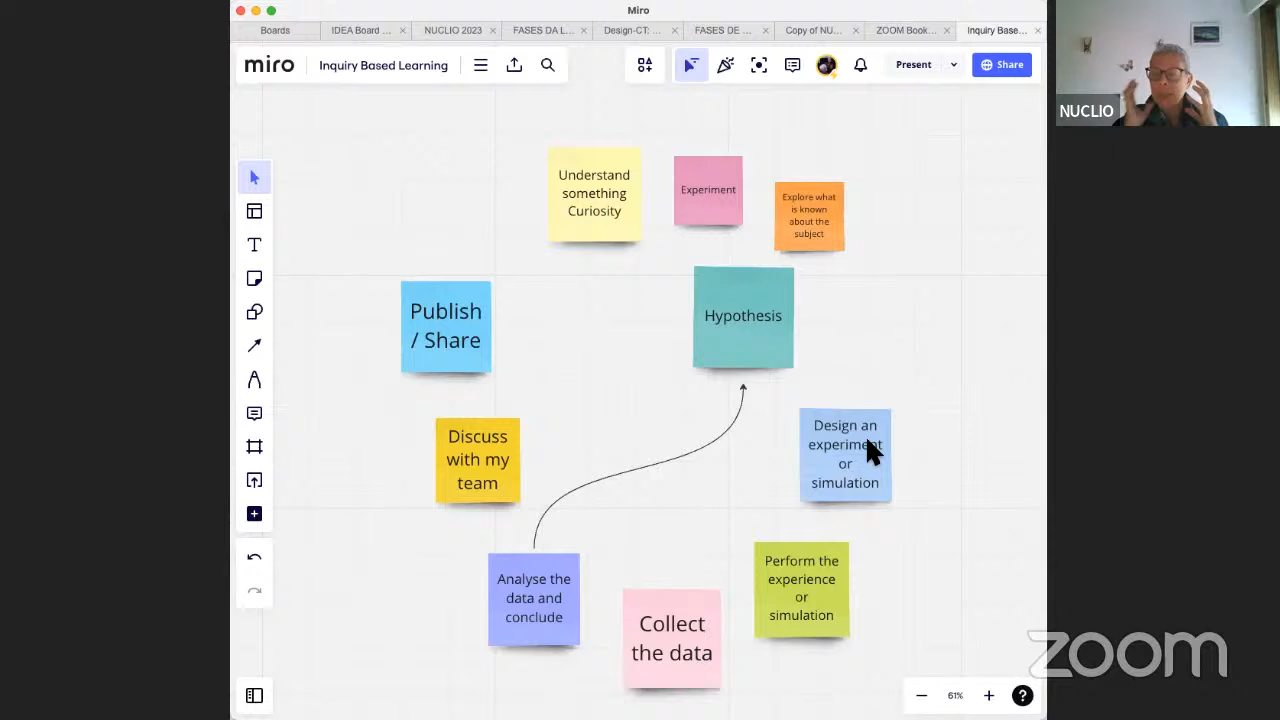 Miro
Boards
IDEA Board ...
NUCLIO 2023
FASES DA L...
Design-CT: ...
FASES DE ...
Copy of NU...
ZOOM Book...
Inquiry Base...
miro
Inquiry Based Learning
Present
Share
NUCLIO
Understand
something
Curiosity
Experiment
Explore what
is known
about the
subject
Publish
/ Share
Hypothesis
Discuss
with my
team
Design an
experiment
or
simulation
Analyse the
data and
conclude
Collect
the data
Perform the
experience
or
simulation
61%
zoom